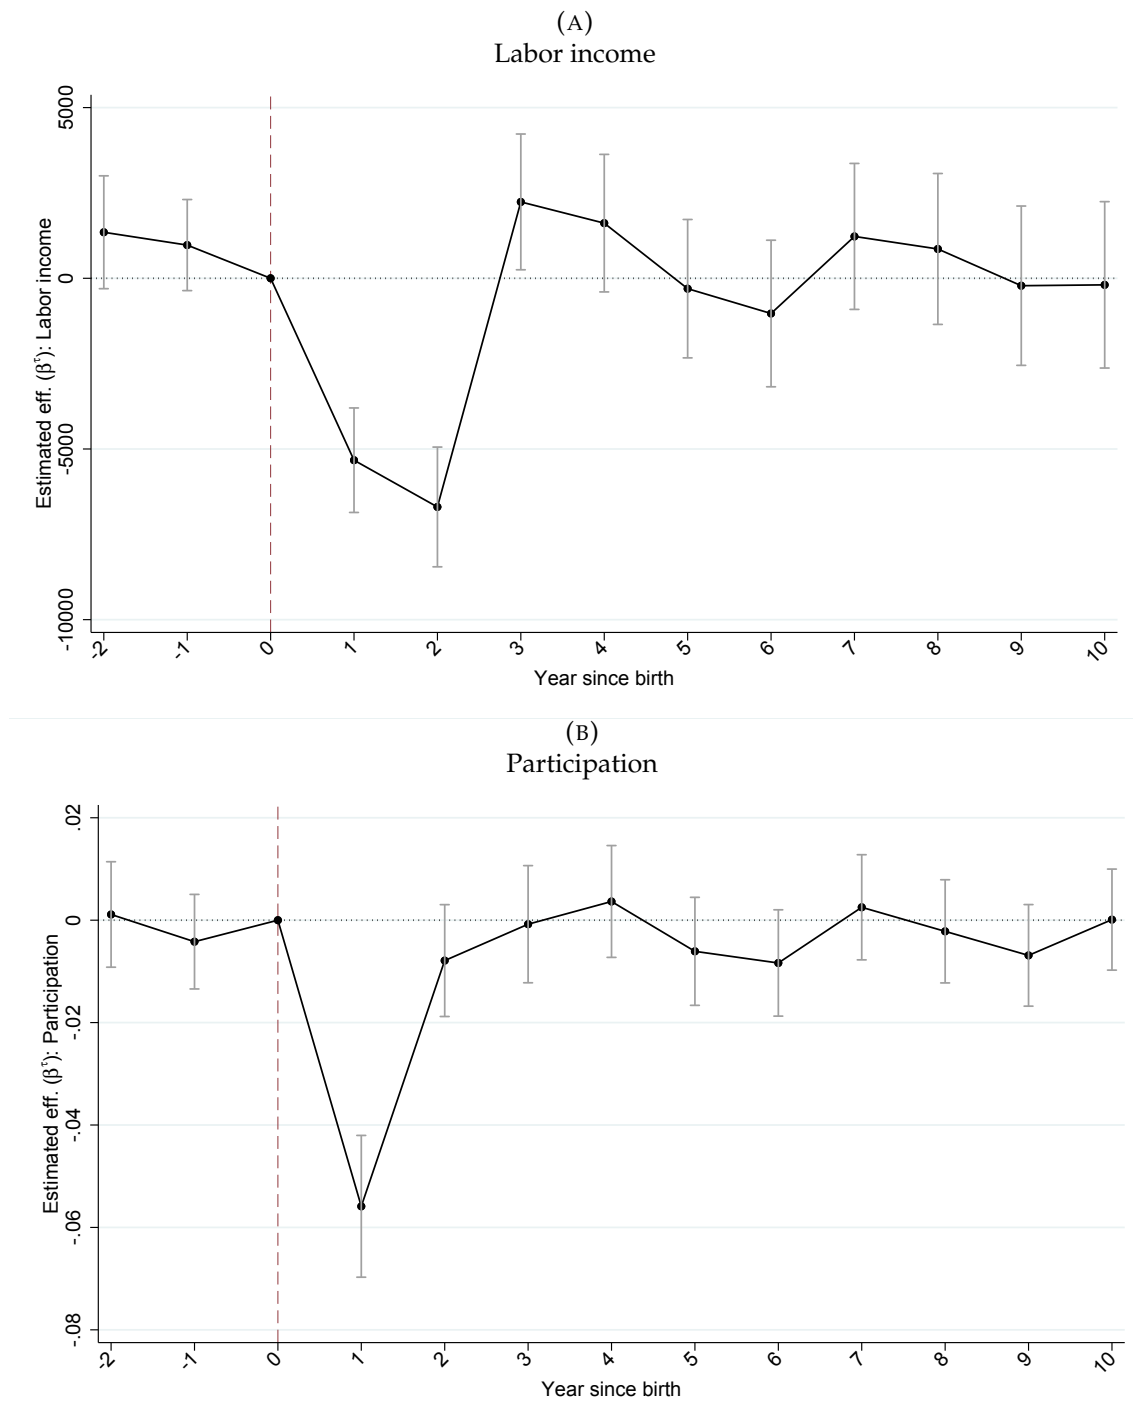 (A)
Labor income
Estimated eff. (βτ): Labor income
5000
0
-5000
-10000
-2 -1 0 1 2 3 4 5 6 7 8 9 10
Year since birth
(B)
Participation
Estimated eff. (βτ): Participation
.02
0
-.02
-.04
-.06
-.08
-2 -1 0 1 2 3 4 5 6 7 8 9 10
Year since birth